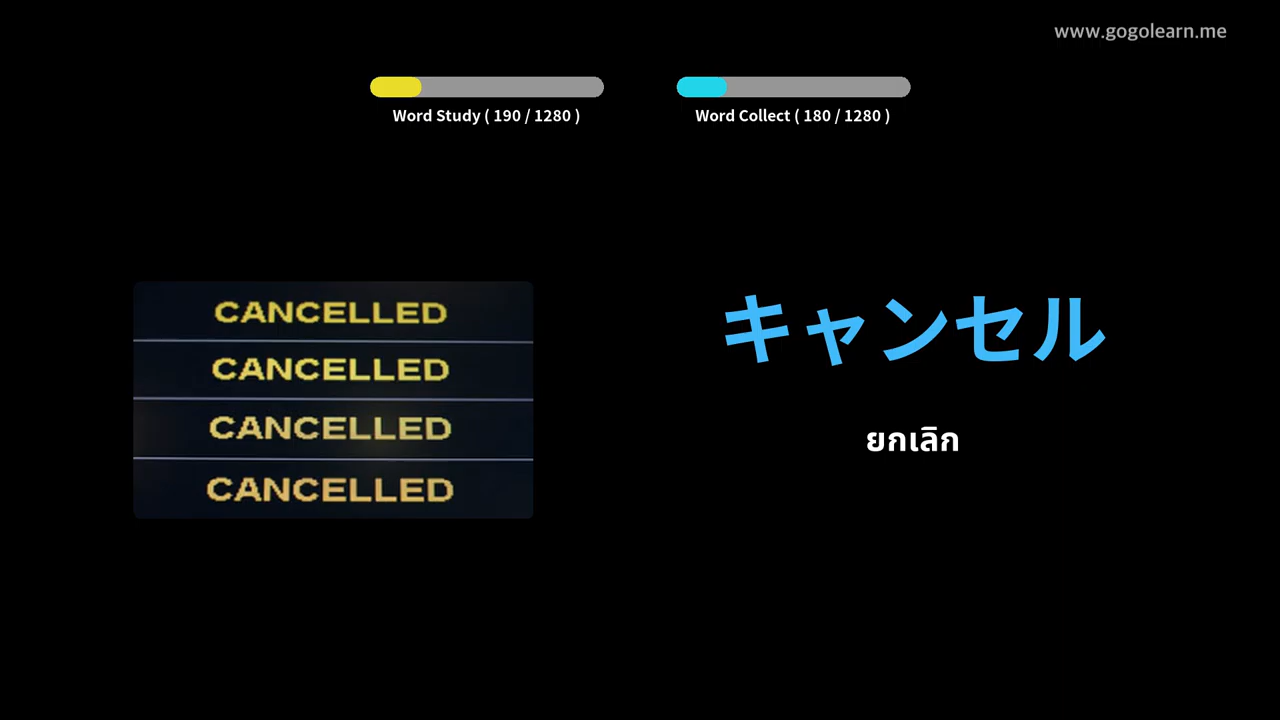 www.gogolearn.me
Word Study ( 190 / 1280 )
Word Collect ( 180 / 1280 )
CANCELLED
CANCELLED
CANCELLED
CANCELLED
キャンセル
ยกเลิก